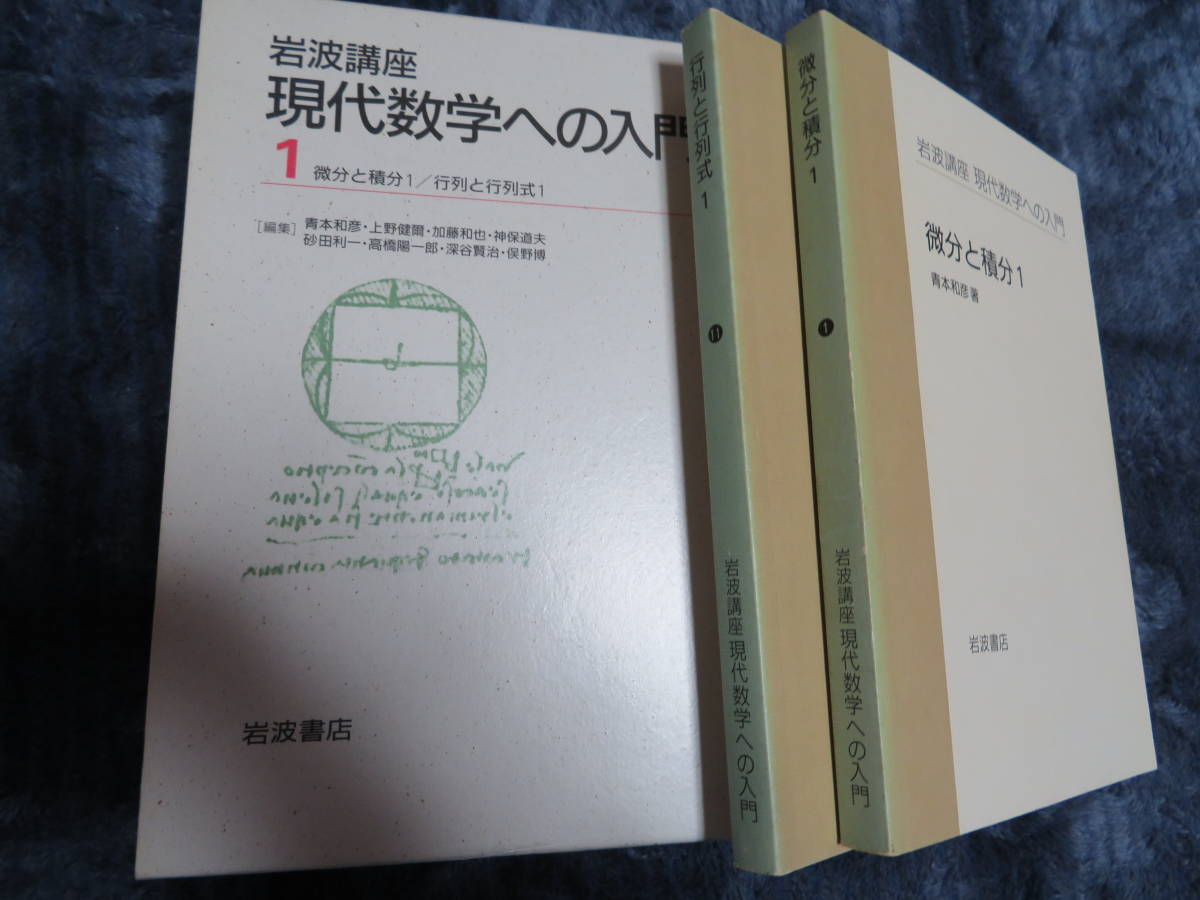 岩波講座
現代数学への入門
1 微分と積分1/行列と行列式1
[編集] 青本和彦・上野健爾・加藤和也・神保道夫
砂田利一・高橋陽一郎・深谷賢治・俣野博
岩波書店
行列と行列式 1
11
岩波講座 現代数学への入門
微分と積分 1
1
岩波講座 現代数学への入門
岩波講座 現代数学への入門
微分と積分1
青本和彦著
岩波書店